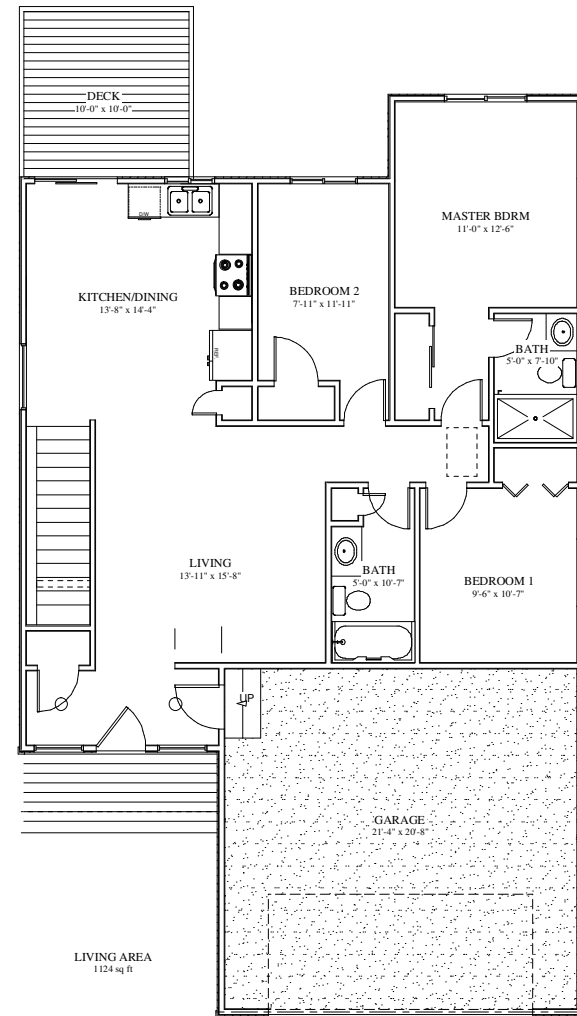 DECK
10'-0" x 10'-0"
D/W
MASTER BDRM
11'-0" x 12'-6"
KITCHEN/DINING
13'-8" x 14'-4"
BEDROOM 2
7'-11" x 11'-11"
REF
BATH
5'-0" x 7'-10"
LIVING
13'-11" x 15'-8"
BATH
5'-0" x 10'-7"
BEDROOM 1
9'-6" x 10'-7"
UP
GARAGE
21'-4" x 20'-8"
LIVING AREA
1124 sq ft